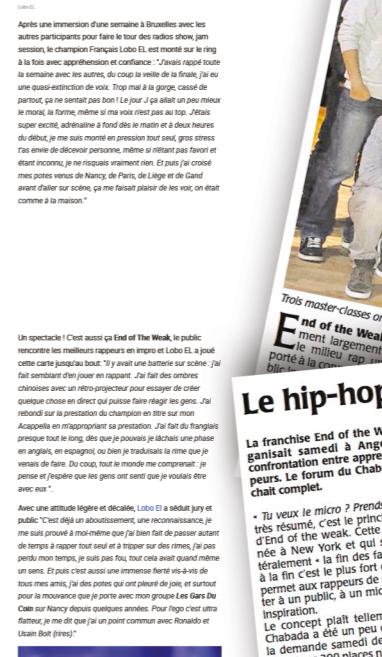 Lobo EL
Après une immersion d'une semaine à Bruxelles avec les
autres participants pour faire le tour des radios show, jam
session, le champion Français Lobo EL est monté sur le ring
à la fois avec appréhension et confiance : "J'avais rappé toute
la semaine avec les autres, du coup la veille de la finale, j'ai eu
une quasi-extinction de voix. Trop mal à la gorge, cassé de
partout, ça ne sentait pas bon ! Le jour J ça allait un peu mieux
le moral, la forme, même si ma voix n'est pas au top. J'étais
super excité, adrénaline à fond dès le matin et à deux heures
du début, je me suis monté en pression tout seul, gros stress
t'as envie de décevoir personne, même si n'étant pas favori et
étant inconnu, je ne risquais vraiment rien. Et puis j'ai croisé
mes potes venus de Nancy, de Paris, de Liège et de Gand
avant d'aller sur scène, ça me faisait plaisir de les voir, on était
comme à la maison."
Un spectacle ! C'est aussi ça End of The Weak, le public
rencontre les meilleurs rappeurs en impro et Lobo EL a joué
cette carte jusqu'au bout: "Il y avait une batterie sur scène : j'ai
fait semblant d'en jouer en rappant. J'ai fait des ombres
chinoises avec un rétro-projecteur pour essayer de créer
quelque chose en direct qui puisse faire réagir les gens. J'ai
rebondi sur la prestation du champion en titre sur mon
Acappella en m'appropriant sa prestation. J'ai fait du franglais
presque tout le long, dès que je pouvais je lâchais une phase
en anglais, en espagnol, ou bien je traduisais la rime que je
venais de faire. Du coup, tout le monde me comprenait : je
pense et j'espère que les gens ont senti que je voulais être
avec eux ".
Avec une attitude légère et décalée, Lobo El a séduit jury et
public "C'est déjà un aboutissement, une reconnaissance, je
me suis prouvé à moi-même que j'ai bien fait de passer autant
de temps à rapper tout seul et à tripper sur des rimes, j'ai pas
perdu mon temps, je suis pas fou, tout cela avait quand même
un sens. Et puis c'est aussi une immense fierté vis-à-vis de
tous mes amis, j'ai des potes qui ont pleuré de joie, et surtout
pour la mouvance que je porte avec mon groupe Les Gars Du
Coin sur Nancy depuis quelques années. Pour l'ego c'est ultra
flatteur, je me dit que j'ai un point commun avec Ronaldo et
Usain Bolt (rires)."
Trois master-classes
End of the Weak
ment largement
le milieu rap
porté à la
Le hip-hop
La franchise End of the W
ganisait samedi à Ange
confrontation entre appre
peurs. Le forum du Chab
chait complet.
« Tu veux le micro ? Prends
très résumé, c'est le princ
d'End of the weak. Cette
née à New York et qui s
téralement « la fin des fa
à la fin c'est le plus fort
permet aux rappeurs de
ter à un public, à un mic
inspiration.
Le concept plaît tellem
Chabada a été un peu
la demande samedi de
200 places